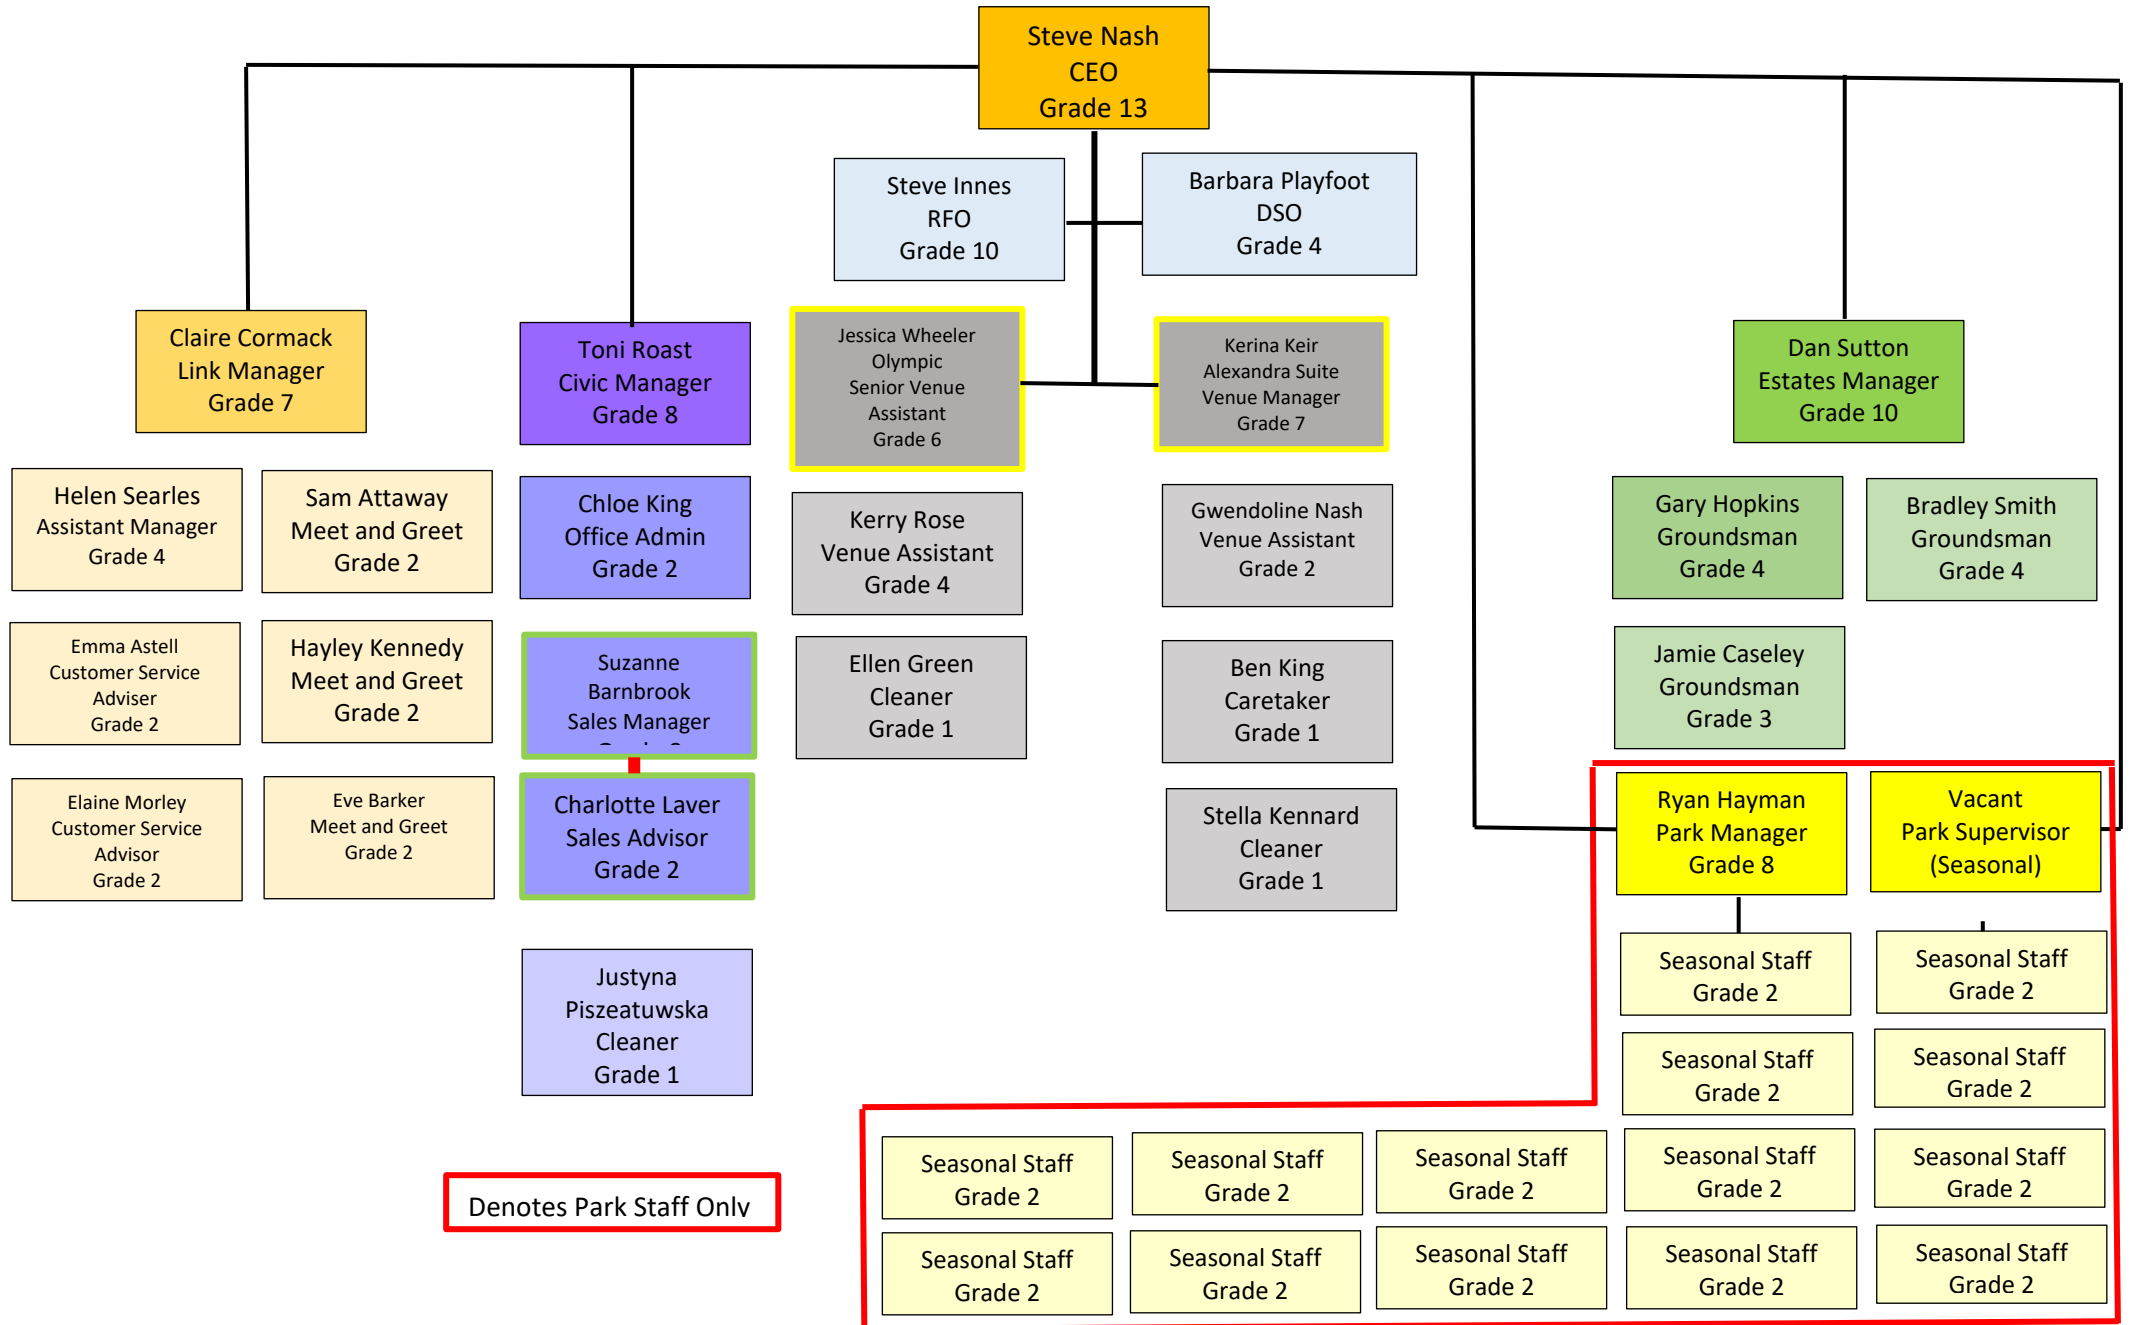 Steve Nash
CEO
Grade 13
Steve Innes
RFO
Grade 10
Barbara Playfoot
DSO
Grade 4
Claire Cormack
Link Manager
Grade 7
Toni Roast
Civic Manager
Grade 8
Jessica Wheeler
Olympic
Senior Venue
Assistant
Grade 6
Kerina Keir
Alexandra Suite
Venue Manager
Grade 7
Dan Sutton
Estates Manager
Grade 10
Helen Searles
Assistant Manager
Grade 4
Sam Attaway
Meet and Greet
Grade 2
Chloe King
Office Admin
Grade 2
Kerry Rose
Venue Assistant
Grade 4
Gwendoline Nash
Venue Assistant
Grade 2
Gary Hopkins
Groundsman
Grade 4
Bradley Smith
Groundsman
Grade 4
Emma Astell
Customer Service
Adviser
Grade 2
Hayley Kennedy
Meet and Greet
Grade 2
Suzanne
Barnbrook
Sales Manager
Ellen Green
Cleaner
Grade 1
Ben King
Caretaker
Grade 1
Jamie Caseley
Groundsman
Grade 3
Elaine Morley
Customer Service
Advisor
Grade 2
Eve Barker
Meet and Greet
Grade 2
Charlotte Laver
Sales Advisor
Grade 2
Stella Kennard
Cleaner
Grade 1
Ryan Hayman
Park Manager
Grade 8
Vacant
Park Supervisor
(Seasonal)
Justyna
Piszeatuwska
Cleaner
Grade 1
Seasonal Staff
Grade 2
Seasonal Staff
Grade 2
Seasonal Staff
Grade 2
Seasonal Staff
Grade 2
Denotes Park Staff Only
Seasonal Staff
Grade 2
Seasonal Staff
Grade 2
Seasonal Staff
Grade 2
Seasonal Staff
Grade 2
Seasonal Staff
Grade 2
Seasonal Staff
Grade 2
Seasonal Staff
Grade 2
Seasonal Staff
Grade 2
Seasonal Staff
Grade 2
Seasonal Staff
Grade 2